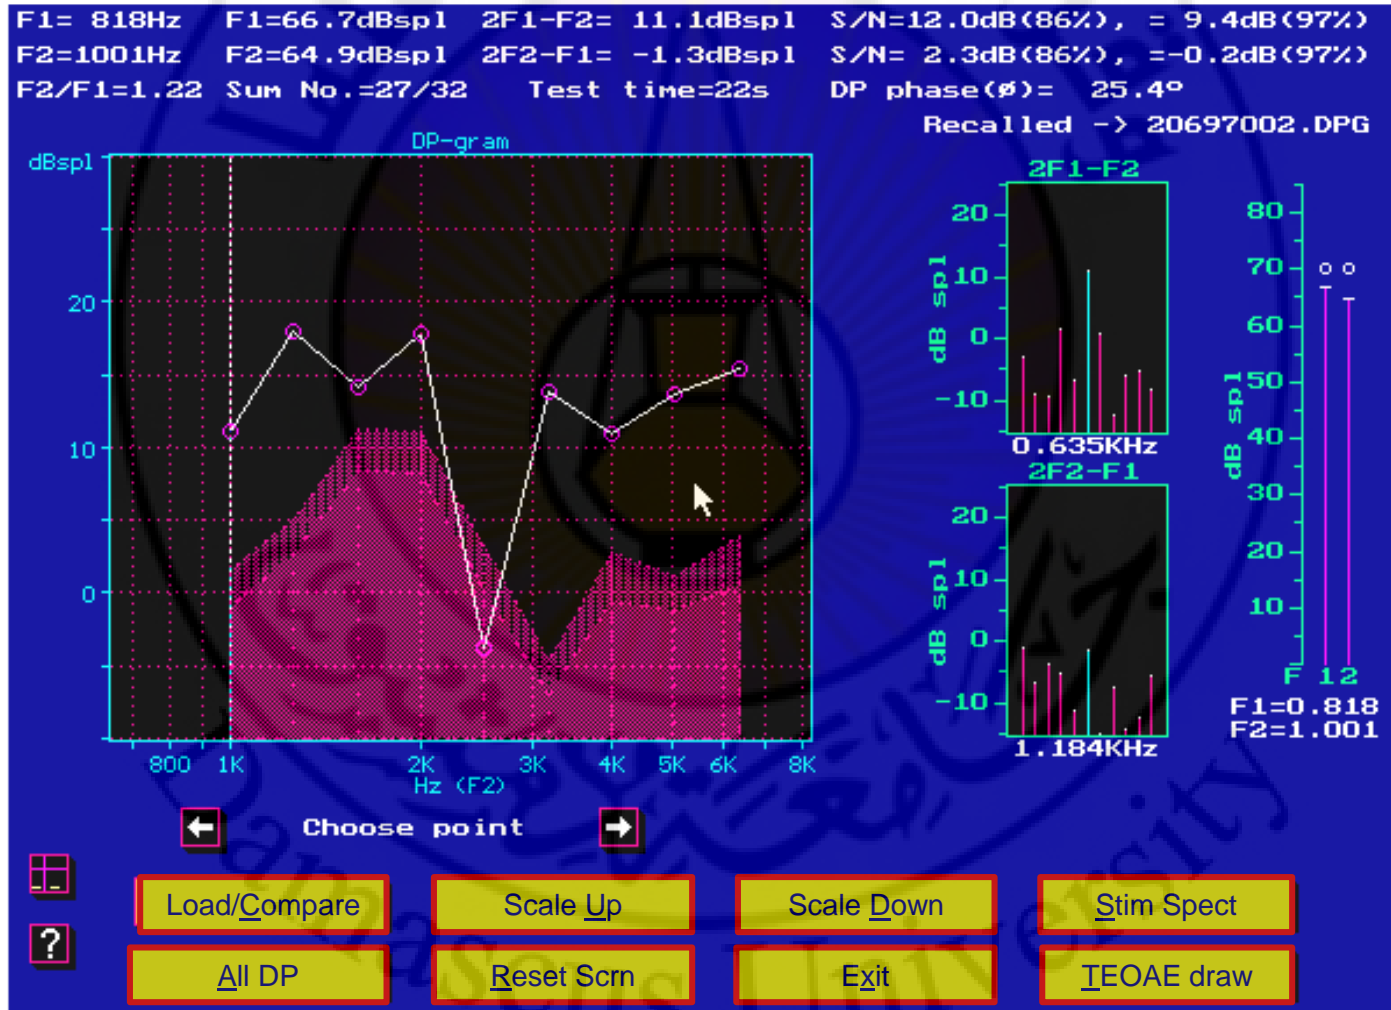 F1= 818Hz F1=66.7dBspl 2F1-F2= 11.1dBspl S/N=12.0dB(86%), = 9.4dB(97%)
F2=1001Hz F2=64.9dBspl 2F2-F1= -1.3dBspl S/N= 2.3dB(86%), =-0.2dB(97%)
F2/F1=1.22 Sum No.=27/32 Test time=22s DP phase(ø)= 25.4º
Recalled -> 20697002.DPG
DP-gram
dBspl
20
10
0
800 1K 2K 3K 4K 5K 6K 8K
Hz (F2)
2F1-F2
dB spl
20
10
0
-10
0.635KHz
2F2-F1
dB spl
20
10
0
-10
1.184KHz
dB spl
80
70
60
50
40
30
20
10
F 12
F1=0.818
F2=1.001
Choose point
?
Load/Compare Scale Up Scale Down Stim Spect
All DP Reset Scrn Exit TEOAE draw
Damascus University